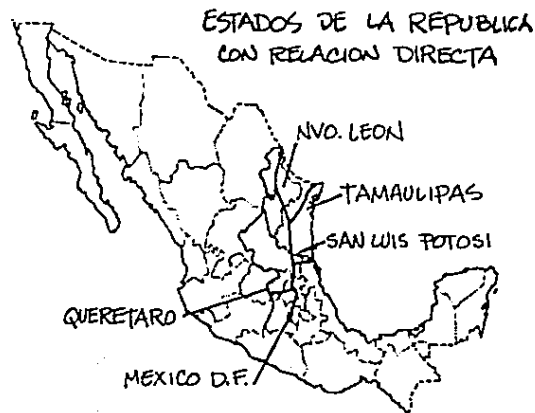 ESTADOS DE LA REPUBLICA
CON RELACION DIRECTA
NVO. LEON
TAMAULIPAS
SAN LUIS POTOSI
QUERETARO
MEXICO D.F.